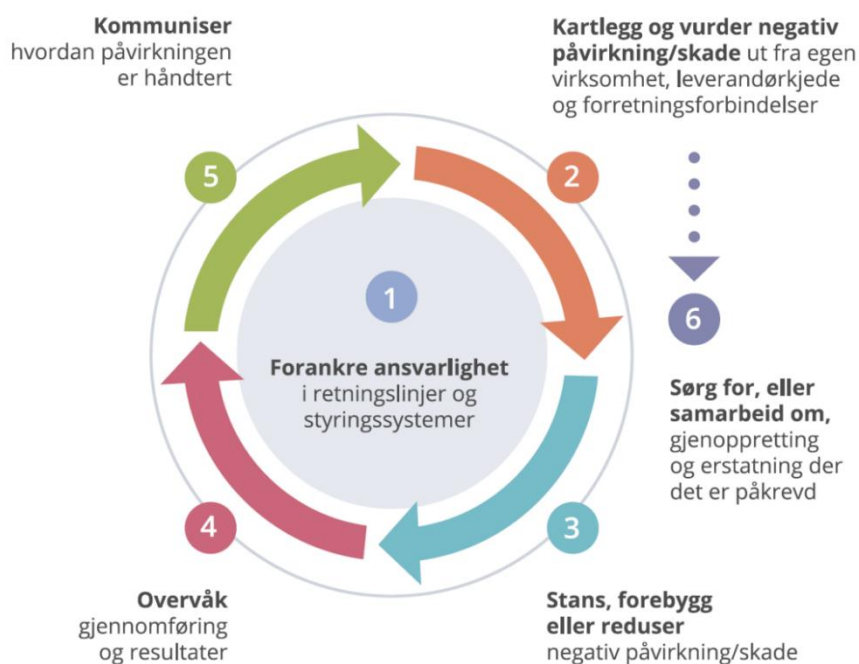 Kommuniser
hvordan påvirkningen
er håndtert
Kartlegg og vurder negativ
påvirkning/skade ut fra egen
virksomhet, leverandørkjede
og forretningsforbindelser
5
2
1
Forankre ansvarlighet
i retningslinjer og
styringssystemer
6
Sørg for, eller
samarbeid om,
gjenoppretting
og erstatning der
det er påkrevd
4
3
Overvåk
gjennomføring
og resultater
Stans, forebygg
eller reduser
negativ påvirkning/skade